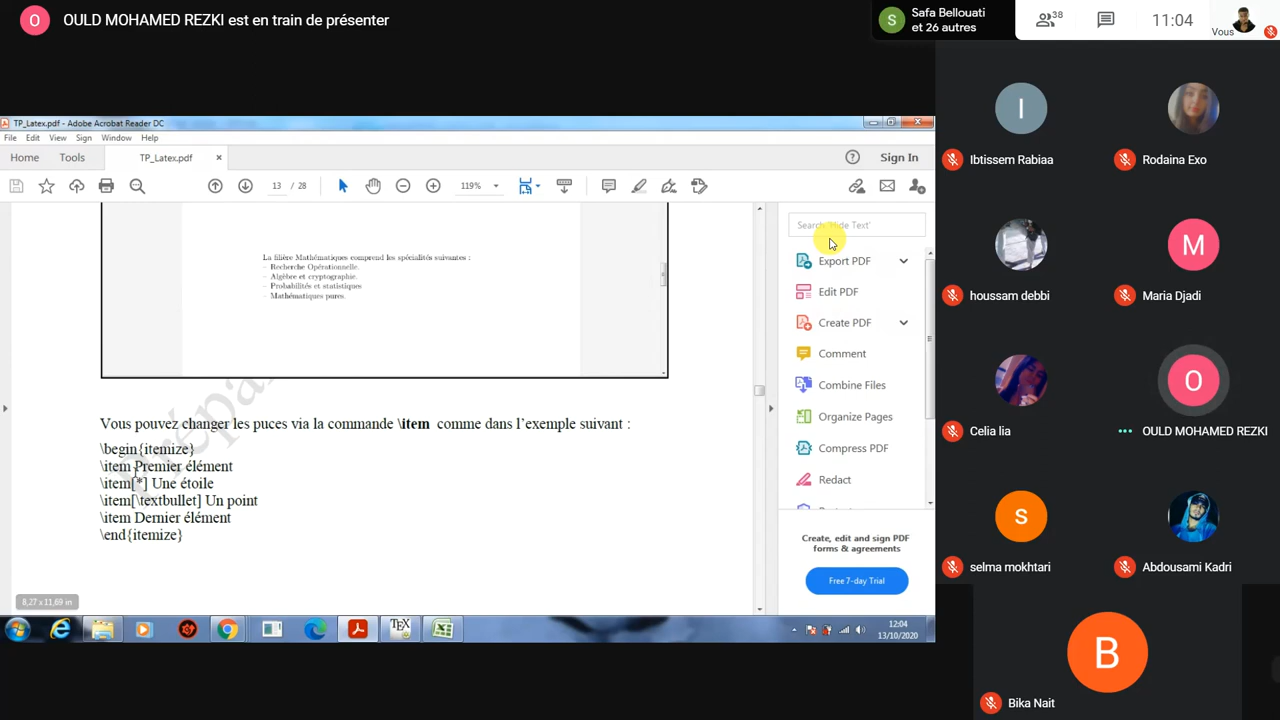 O
OULD MOHAMED REZKI est en train de présenter
S
Safa Bellouati
et 26 autres
38
11:04
Vous
TP_Latex.pdf - Adobe Acrobat Reader DC
File Edit View Sign Window Help
Home Tools TP_Latex.pdf × ? Sign In
13 / 28 119%
La filière Mathématiques comprend les spécialités suivantes :
– Recherche Opérationnelle.
– Algèbre et cryptographie.
– Probabilités et statistiques
– Mathématiques pures.
Prépa
Vous pouvez changer les puces via la commande \item comme dans l'exemple suivant :
\begin{itemize}
\item Premier élément
\item[*] Une étoile
\item[\textbullet] Un point
\item Dernier élément
\end{itemize}
8,27 x 11,69 in
Search 'Hide Text'
Export PDF
Edit PDF
Create PDF
Comment
Combine Files
Organize Pages
Compress PDF
Redact
Create, edit and sign PDF
forms & agreements
Free 7-day Trial
TEX
12:04
13/10/2020
I
Ibtissem Rabiaa
Rodaina Exo
houssam debbi
M
Maria Djadi
Celia lia
O
OULD MOHAMED REZKI
s
selma mokhtari
Abdousami Kadri
B
Bika Nait